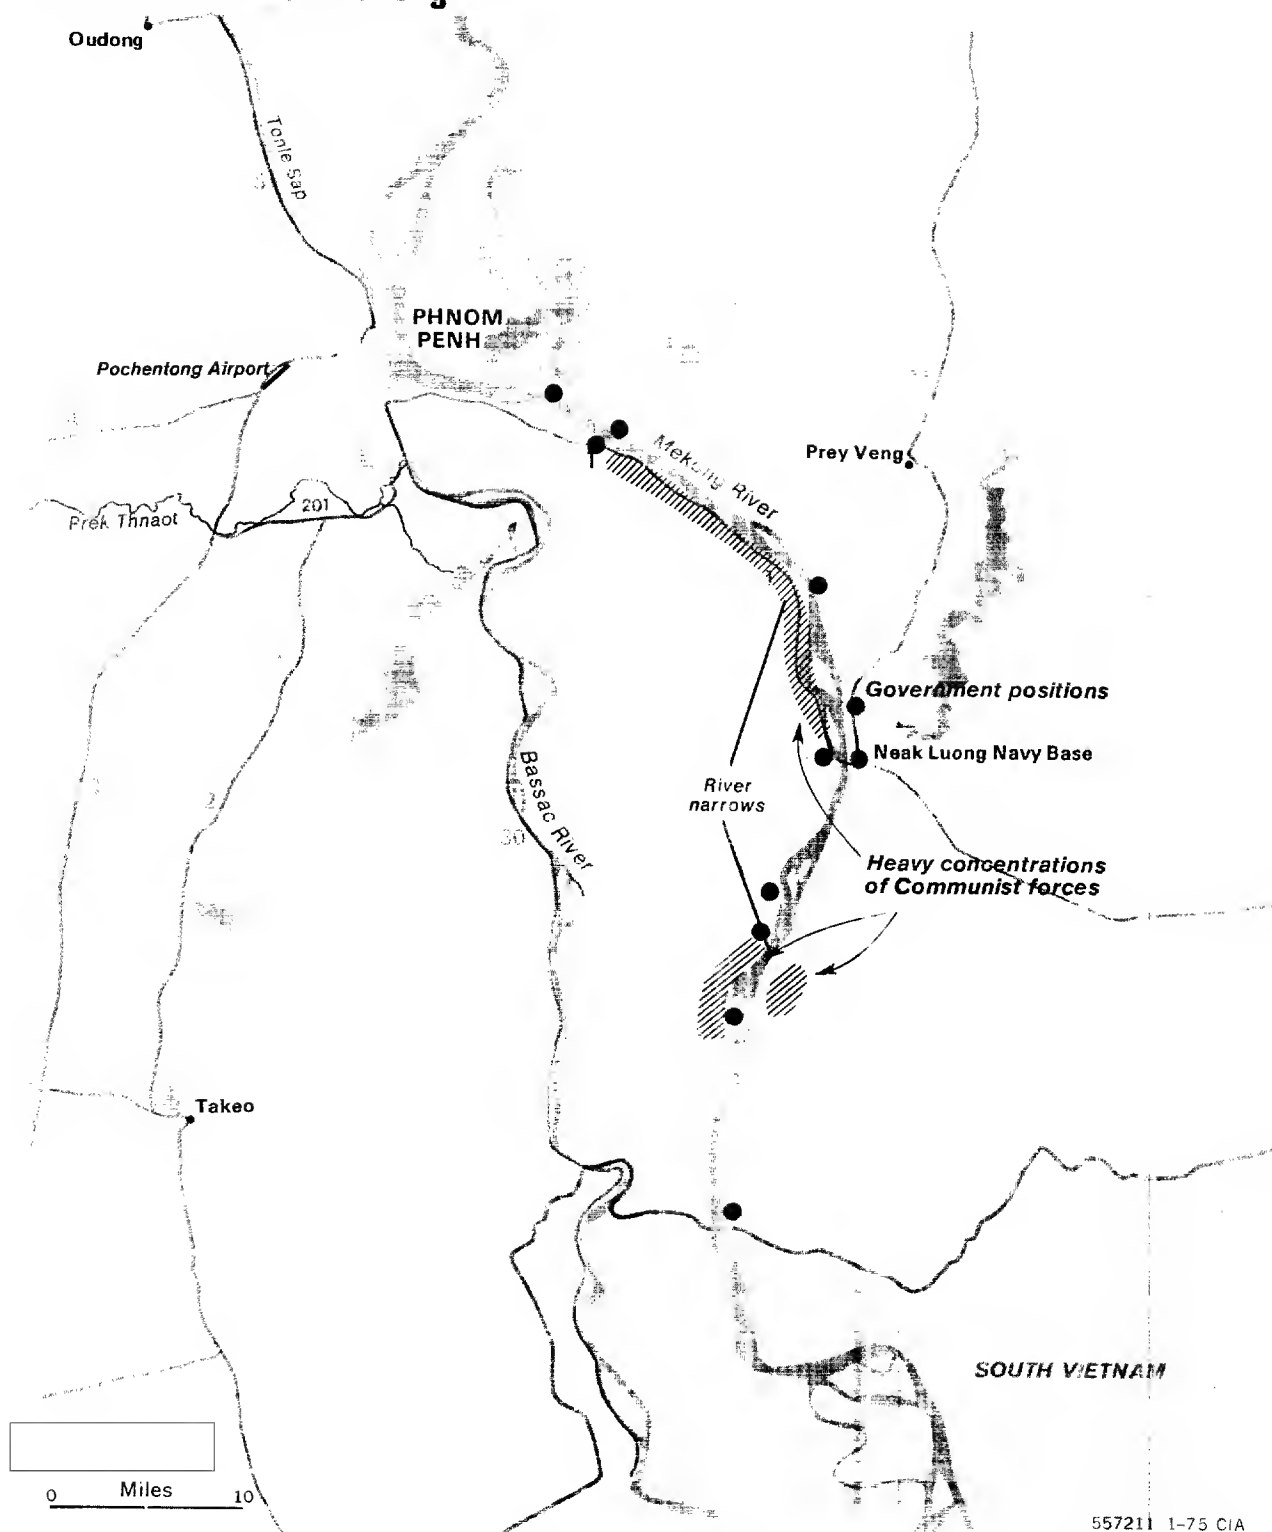 Oudong
Tonle Sap
PHNOM
PENH
Pochentong Airport
Mekong River
Prey Veng
Prek Thnaot
201
Government positions
Neak Luong Navy Base
River
narrows
Bassac River
2
30
Heavy concentrations
of Communist forces
Takeo
SOUTH VIETNAM
Miles
0 10
557211 1-75 CIA